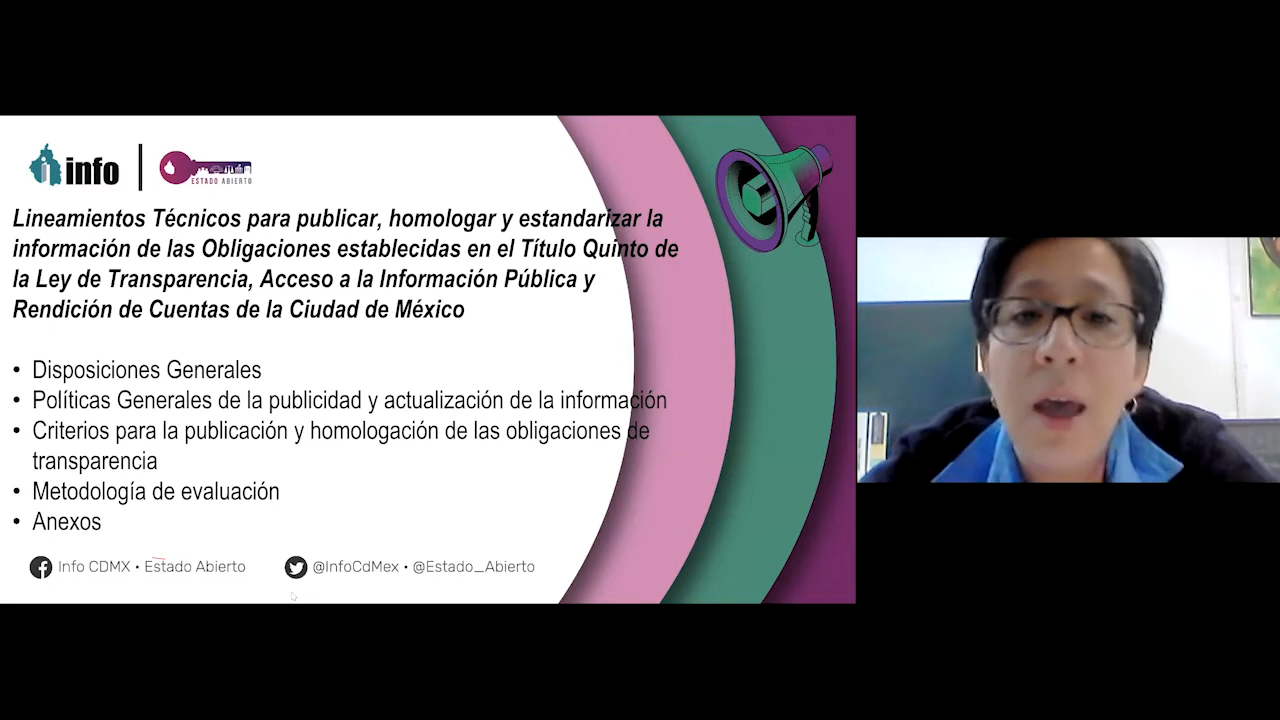 info
ESTADO ABIERTO
Lineamientos Técnicos para publicar, homologar y estandarizar la
información de las Obligaciones establecidas en el Título Quinto de
la Ley de Transparencia, Acceso a la Información Pública y
Rendición de Cuentas de la Ciudad de México
• Disposiciones Generales
• Políticas Generales de la publicidad y actualización de la información
• Criterios para la publicación y homologación de las obligaciones de
transparencia
• Metodología de evaluación
• Anexos
Info CDMX • Estado Abierto
@InfoCdMex • @Estado_Abierto